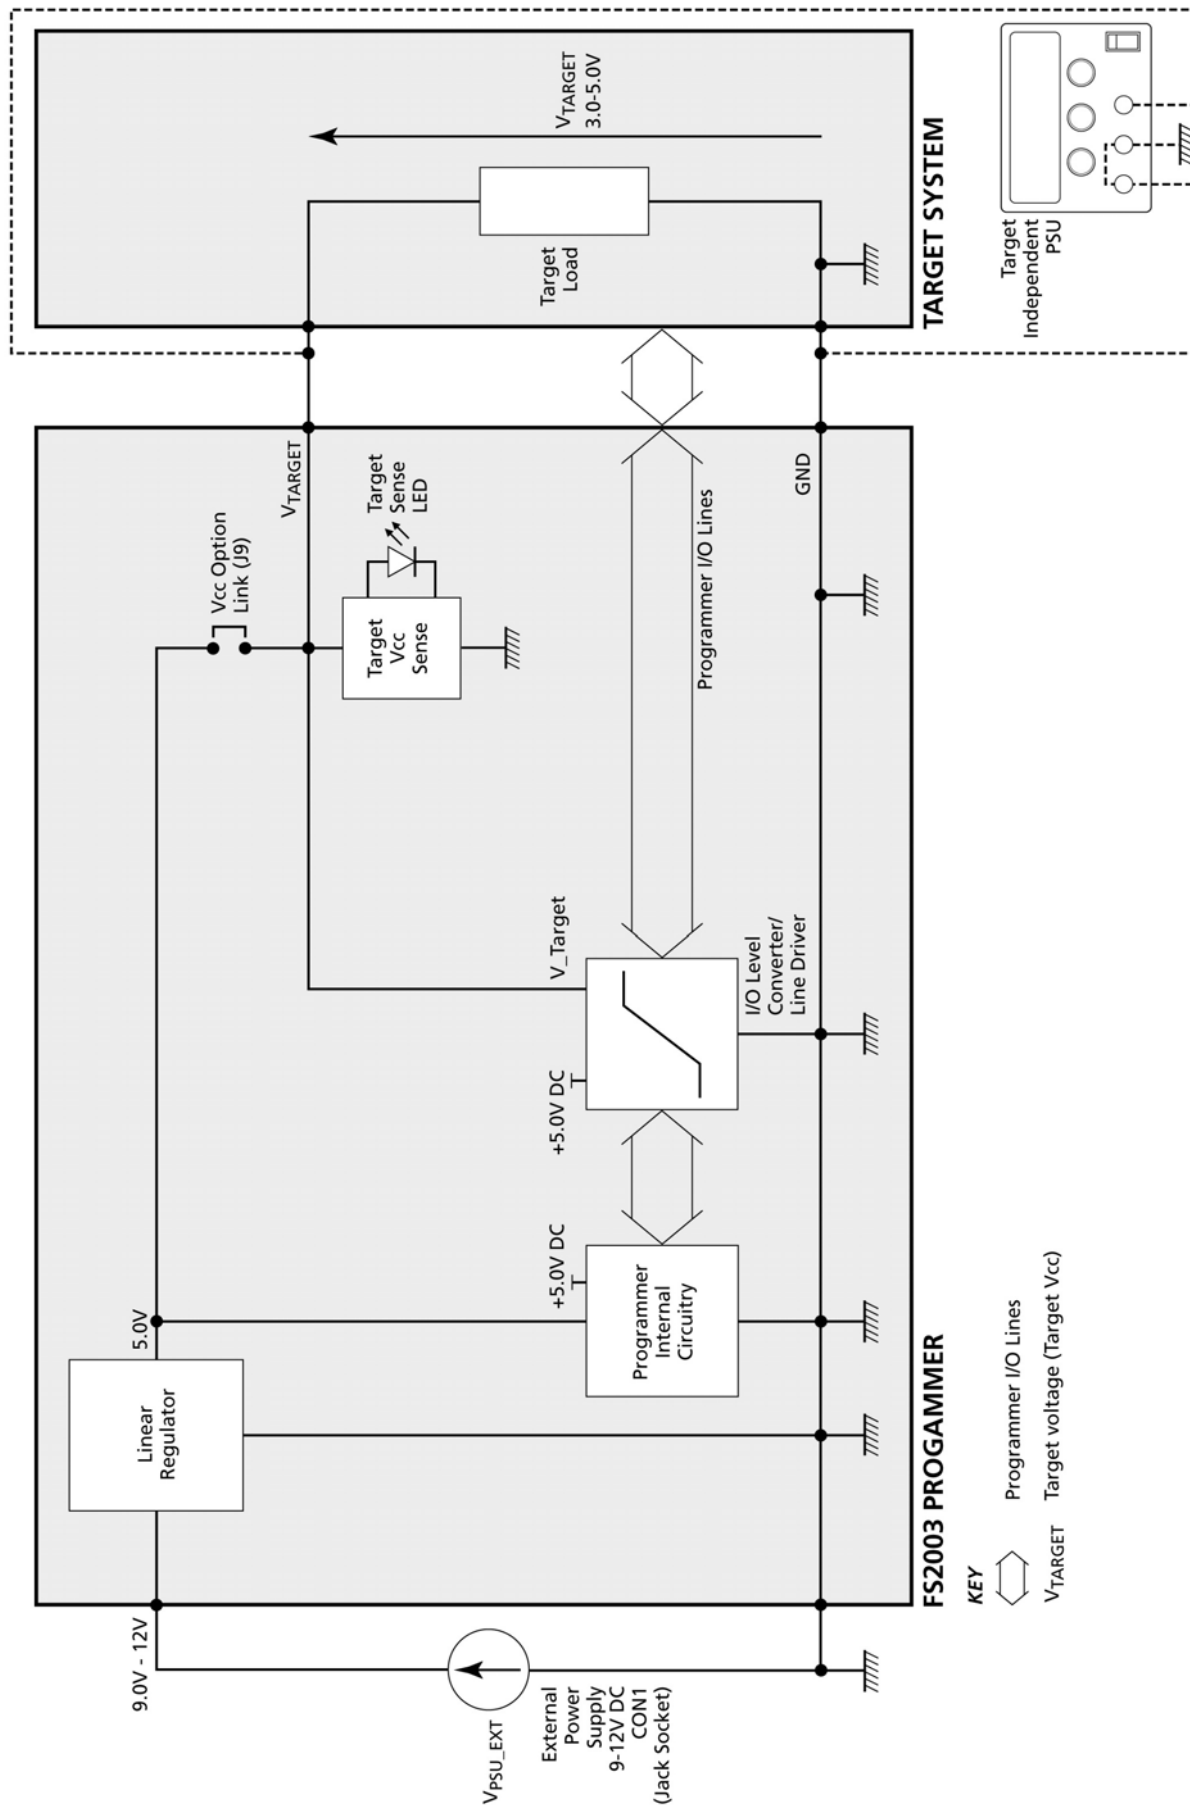 9.0V - 12V
VPSU_EXT
External
Power
Supply
9-12V DC
CON1
(Jack Socket)
Linear
Regulator
5.0V
+5.0V DC
Programmer
Internal
Circuitry
+5.0V DC
V_Target
I/O Level
Converter/
Line Driver
Vcc Option
Link (J9)
VTARGET
Target
Vcc
Sense
Target
Sense
LED
Programmer I/O Lines
GND
FS2003 PROGAMMER
Target
Load
VTARGET
3.0-5.0V
TARGET SYSTEM
Target
Independent
PSU
KEY
Programmer I/O Lines
VTARGET Target voltage (Target Vcc)